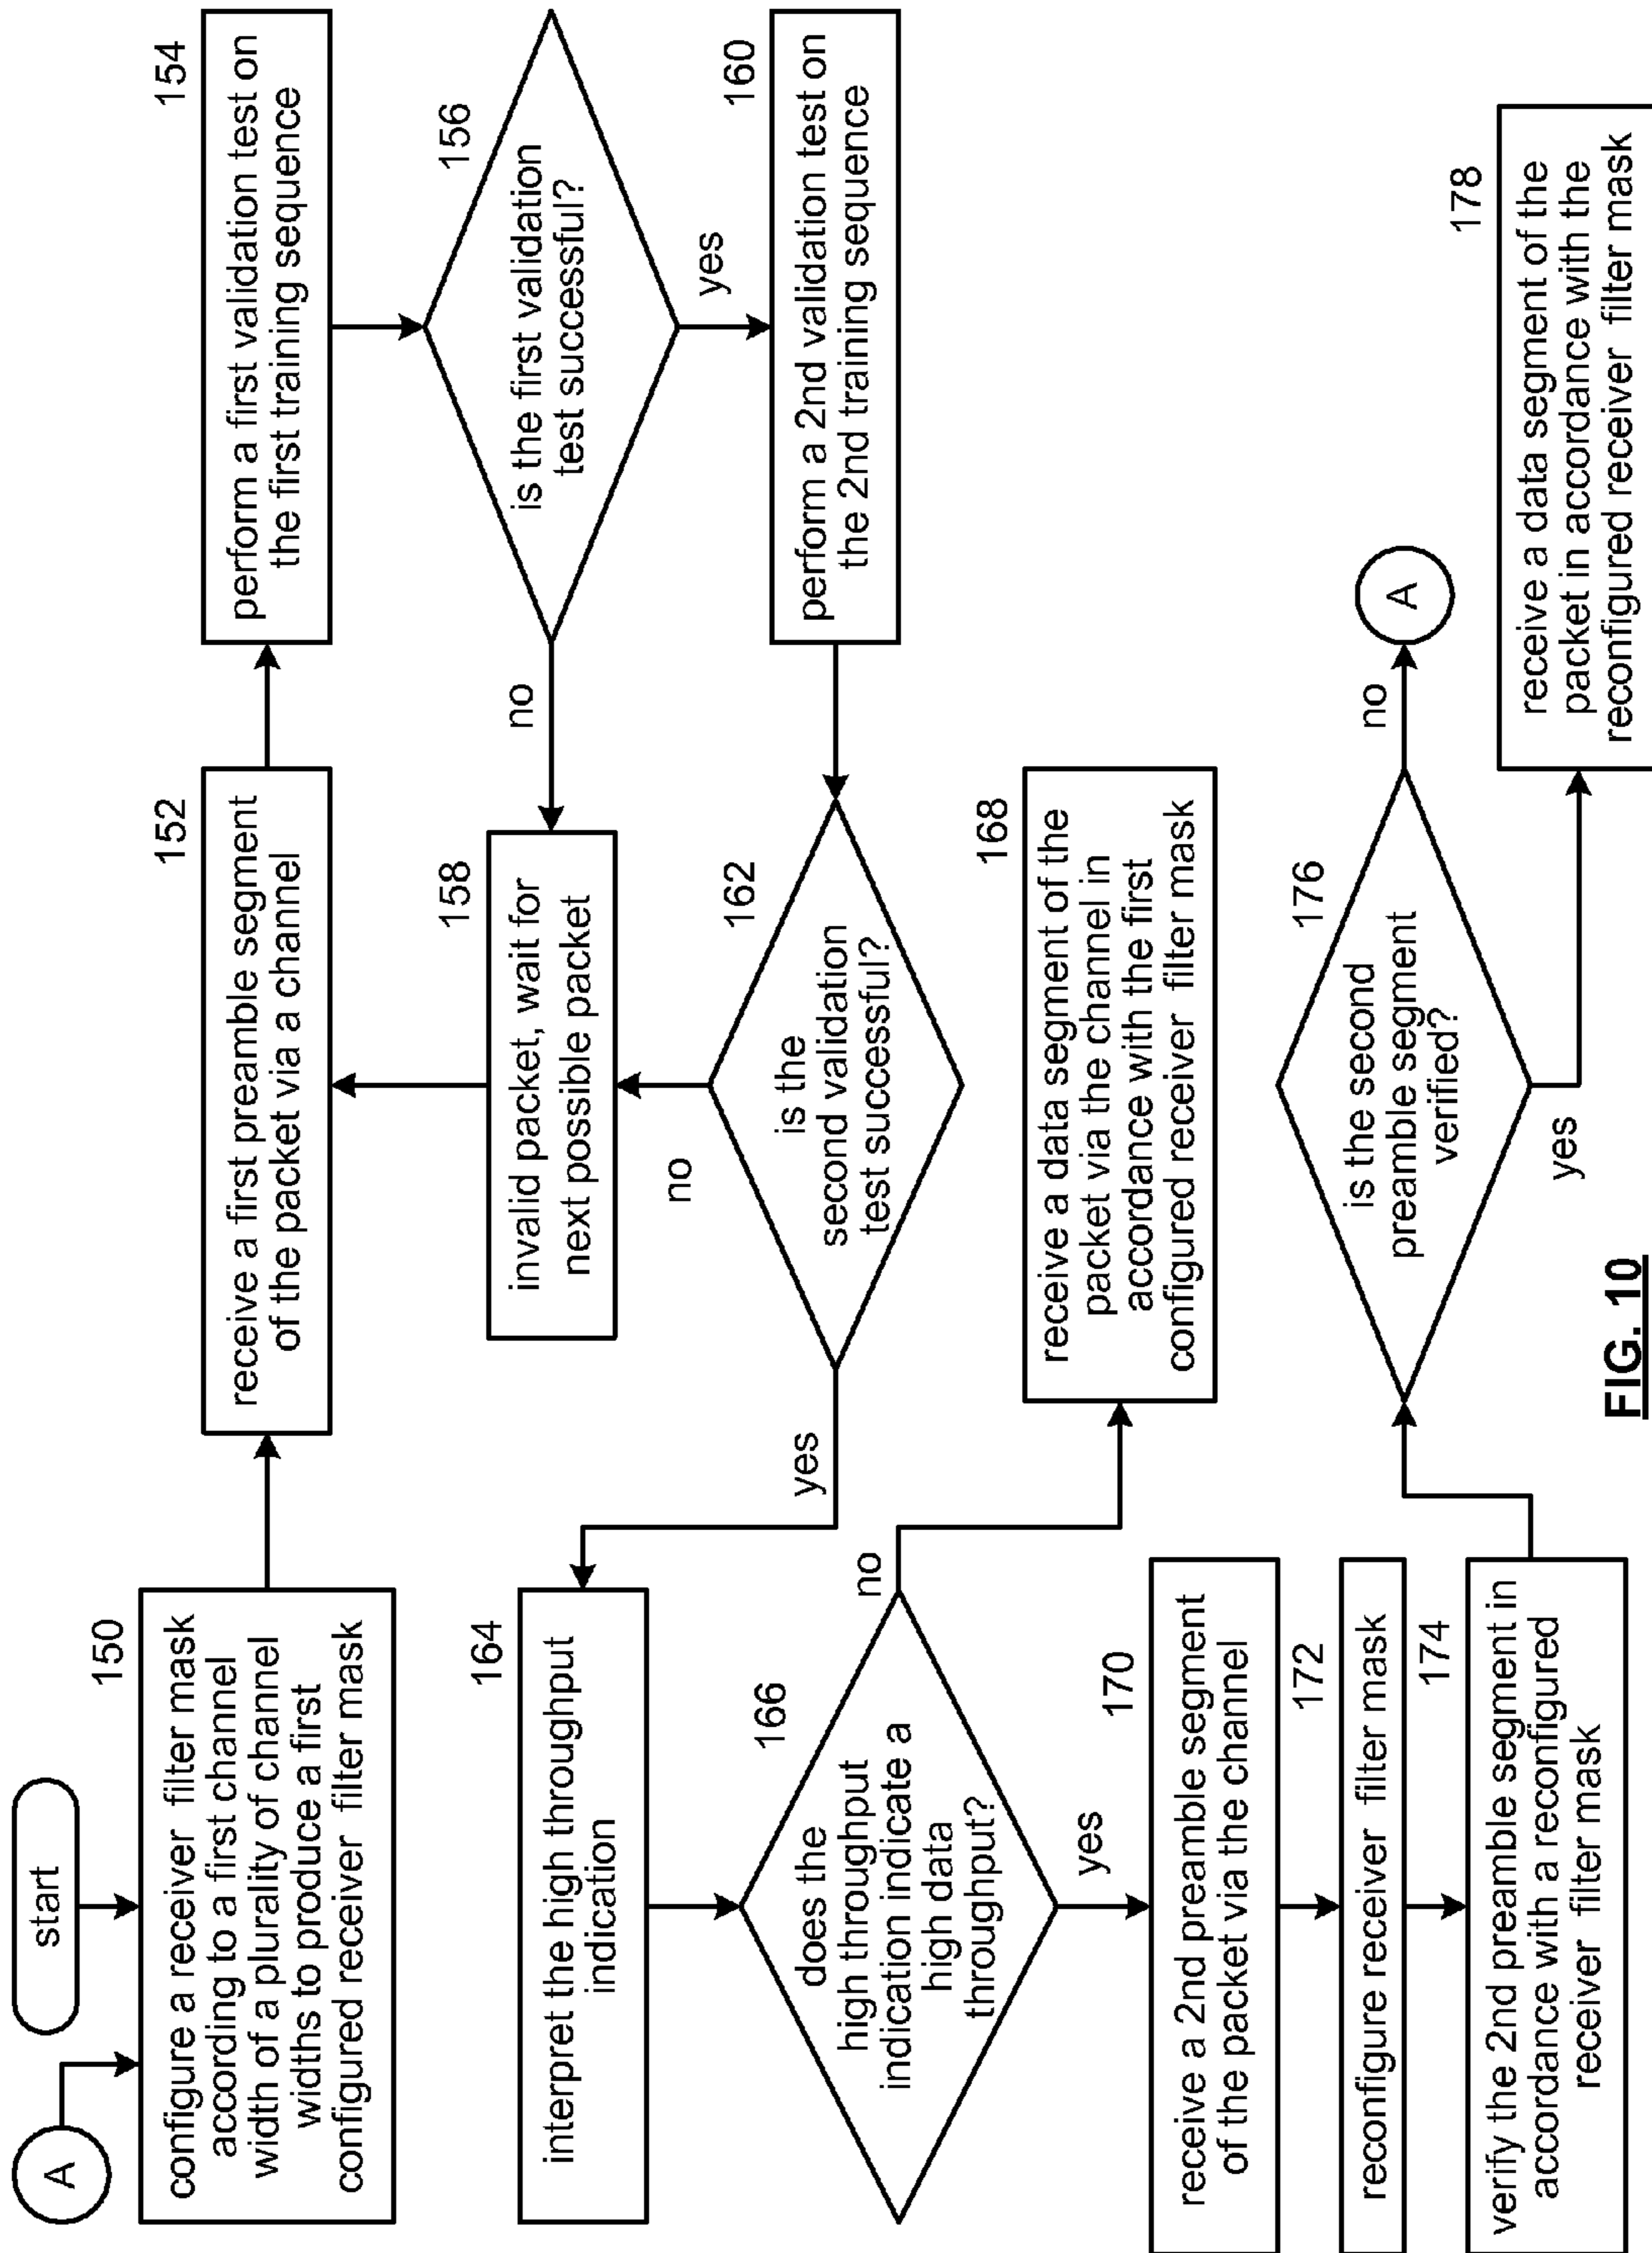 start
A
150
configure a receiver filter mask
according to a first channel
width of a plurality of channel
widths to produce a first
configured receiver filter mask
152
receive a first preamble segment
of the packet via a channel
154
perform a first validation test on
the first training sequence
156
is the first validation
test successful?
no
yes
158
invalid packet, wait for
next possible packet
160
perform a 2nd validation test on
the 2nd training sequence
162
is the
second validation
test successful?
no
yes
164
interpret the high throughput
indication
166
does the
high throughput
indication indicate a
high data
throughput?
no
yes
168
receive a data segment of the
packet via the channel in
accordance with the first
configured receiver filter mask
170
receive a 2nd preamble segment
of the packet via the channel
172
reconfigure receiver filter mask
174
verify the 2nd preamble segment in
accordance with a reconfigured
receiver filter mask
176
is the second
preamble segment
verified?
no
A
yes
178
receive a data segment of the
packet in accordance with the
reconfigured receiver filter mask
FIG. 10